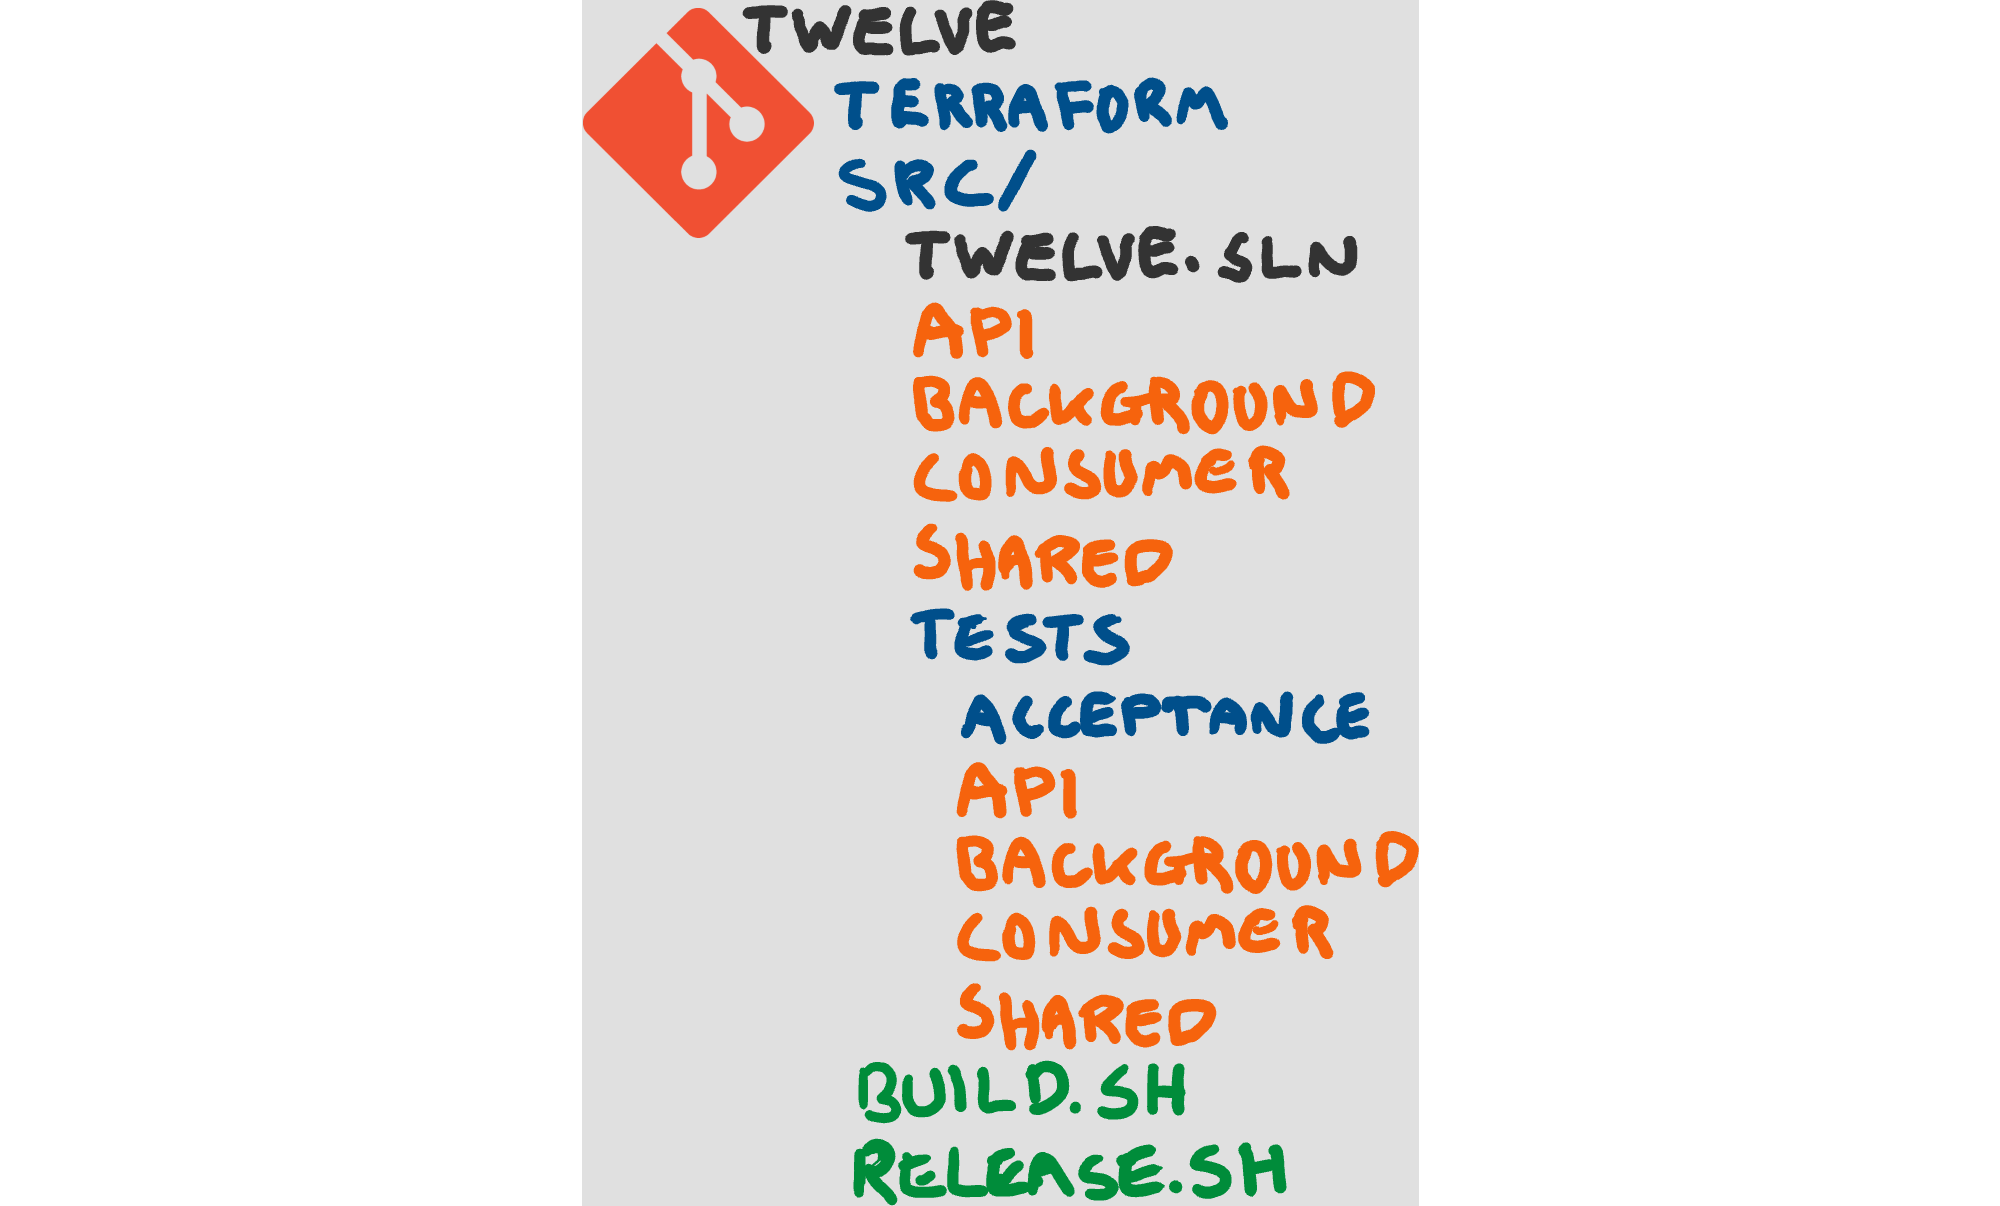 TWELVE
TERRAFORM
SRC/
TWELVE.SLN
API
BACKGROUND
CONSUMER
SHARED
TESTS
ACCEPTANCE
API
BACKGROUND
CONSUMER
SHARED
BUILD.SH
RELEASE.SH